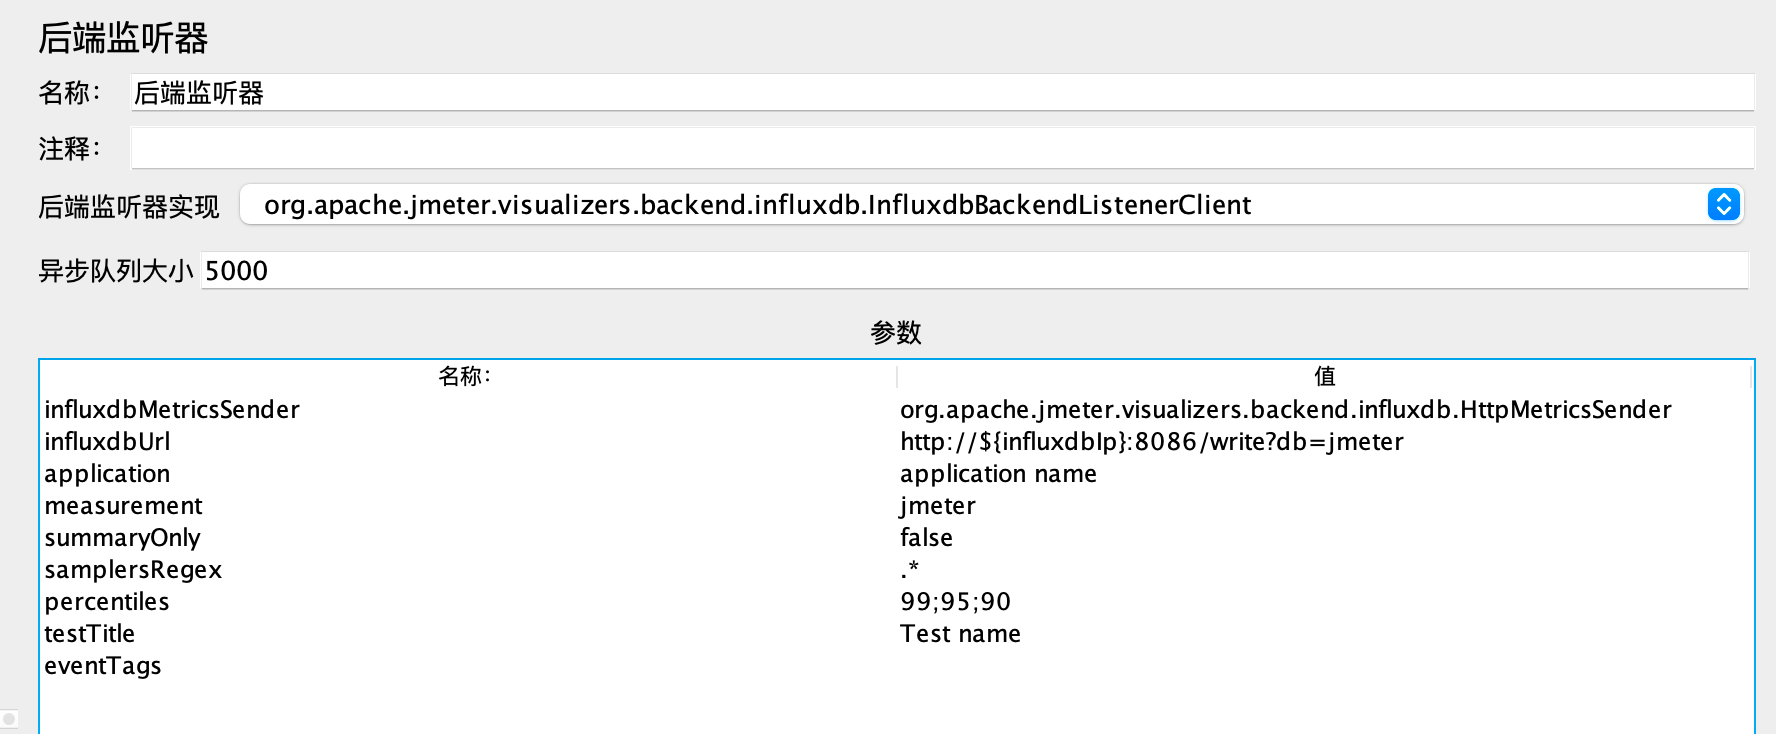 后端监听器
名称： 后端监听器
注释：
后端监听器实现 org.apache.jmeter.visualizers.backend.influxdb.InfluxdbBackendListenerClient
异步队列大小 5000
参数
名称： 值
influxdbMetricsSender org.apache.jmeter.visualizers.backend.influxdb.HttpMetricsSender
influxdbUrl http://${influxdbIp}:8086/write?db=jmeter
application application name
measurement jmeter
summaryOnly false
samplersRegex .*
percentiles 99;95;90
testTitle Test name
eventTags